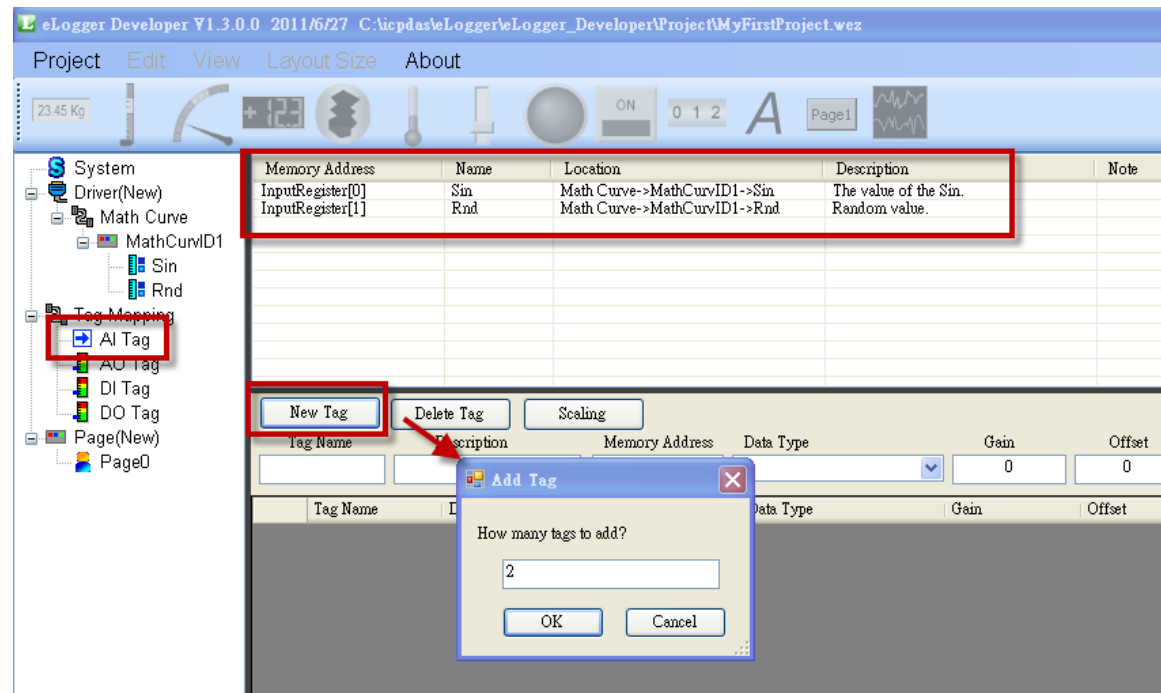 eLogger Developer V1.3.0.0 2011/6/27 C:\icpdas\eLogger\eLogger_Developer\Project\MyFirstProject.wez
Project Edit View Layout Size About
23.45 Kg +12.3 ON 0 1 2 A Page1
System
Driver(New)
Math Curve
MathCurvID1
Sin
Rnd
Tag Mapping
AI Tag
AO Tag
DI Tag
DO Tag
Page(New)
Page0
Memory Address Name Location Description Note
InputRegister[0] Sin Math Curve->MathCurvID1->Sin The value of the Sin.
InputRegister[1] Rnd Math Curve->MathCurvID1->Rnd Random value.
New Tag Delete Tag Scaling
Tag Name Description Memory Address Data Type Gain Offset
0 0
Tag Name D Data Type Gain Offset
Add Tag
How many tags to add?
2
OK Cancel